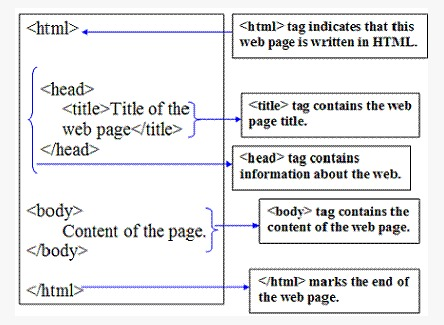 <html>
<html> tag indicates that this
web page is written in HTML.
<head>
<title>Title of the
web page</title>
</head>
<title> tag contains the web
page title.
<head> tag contains
information about the web.
<body>
Content of the page.
</body>
<body> tag contains the
content of the web page.
</html>
</html> marks the end of
the web page.